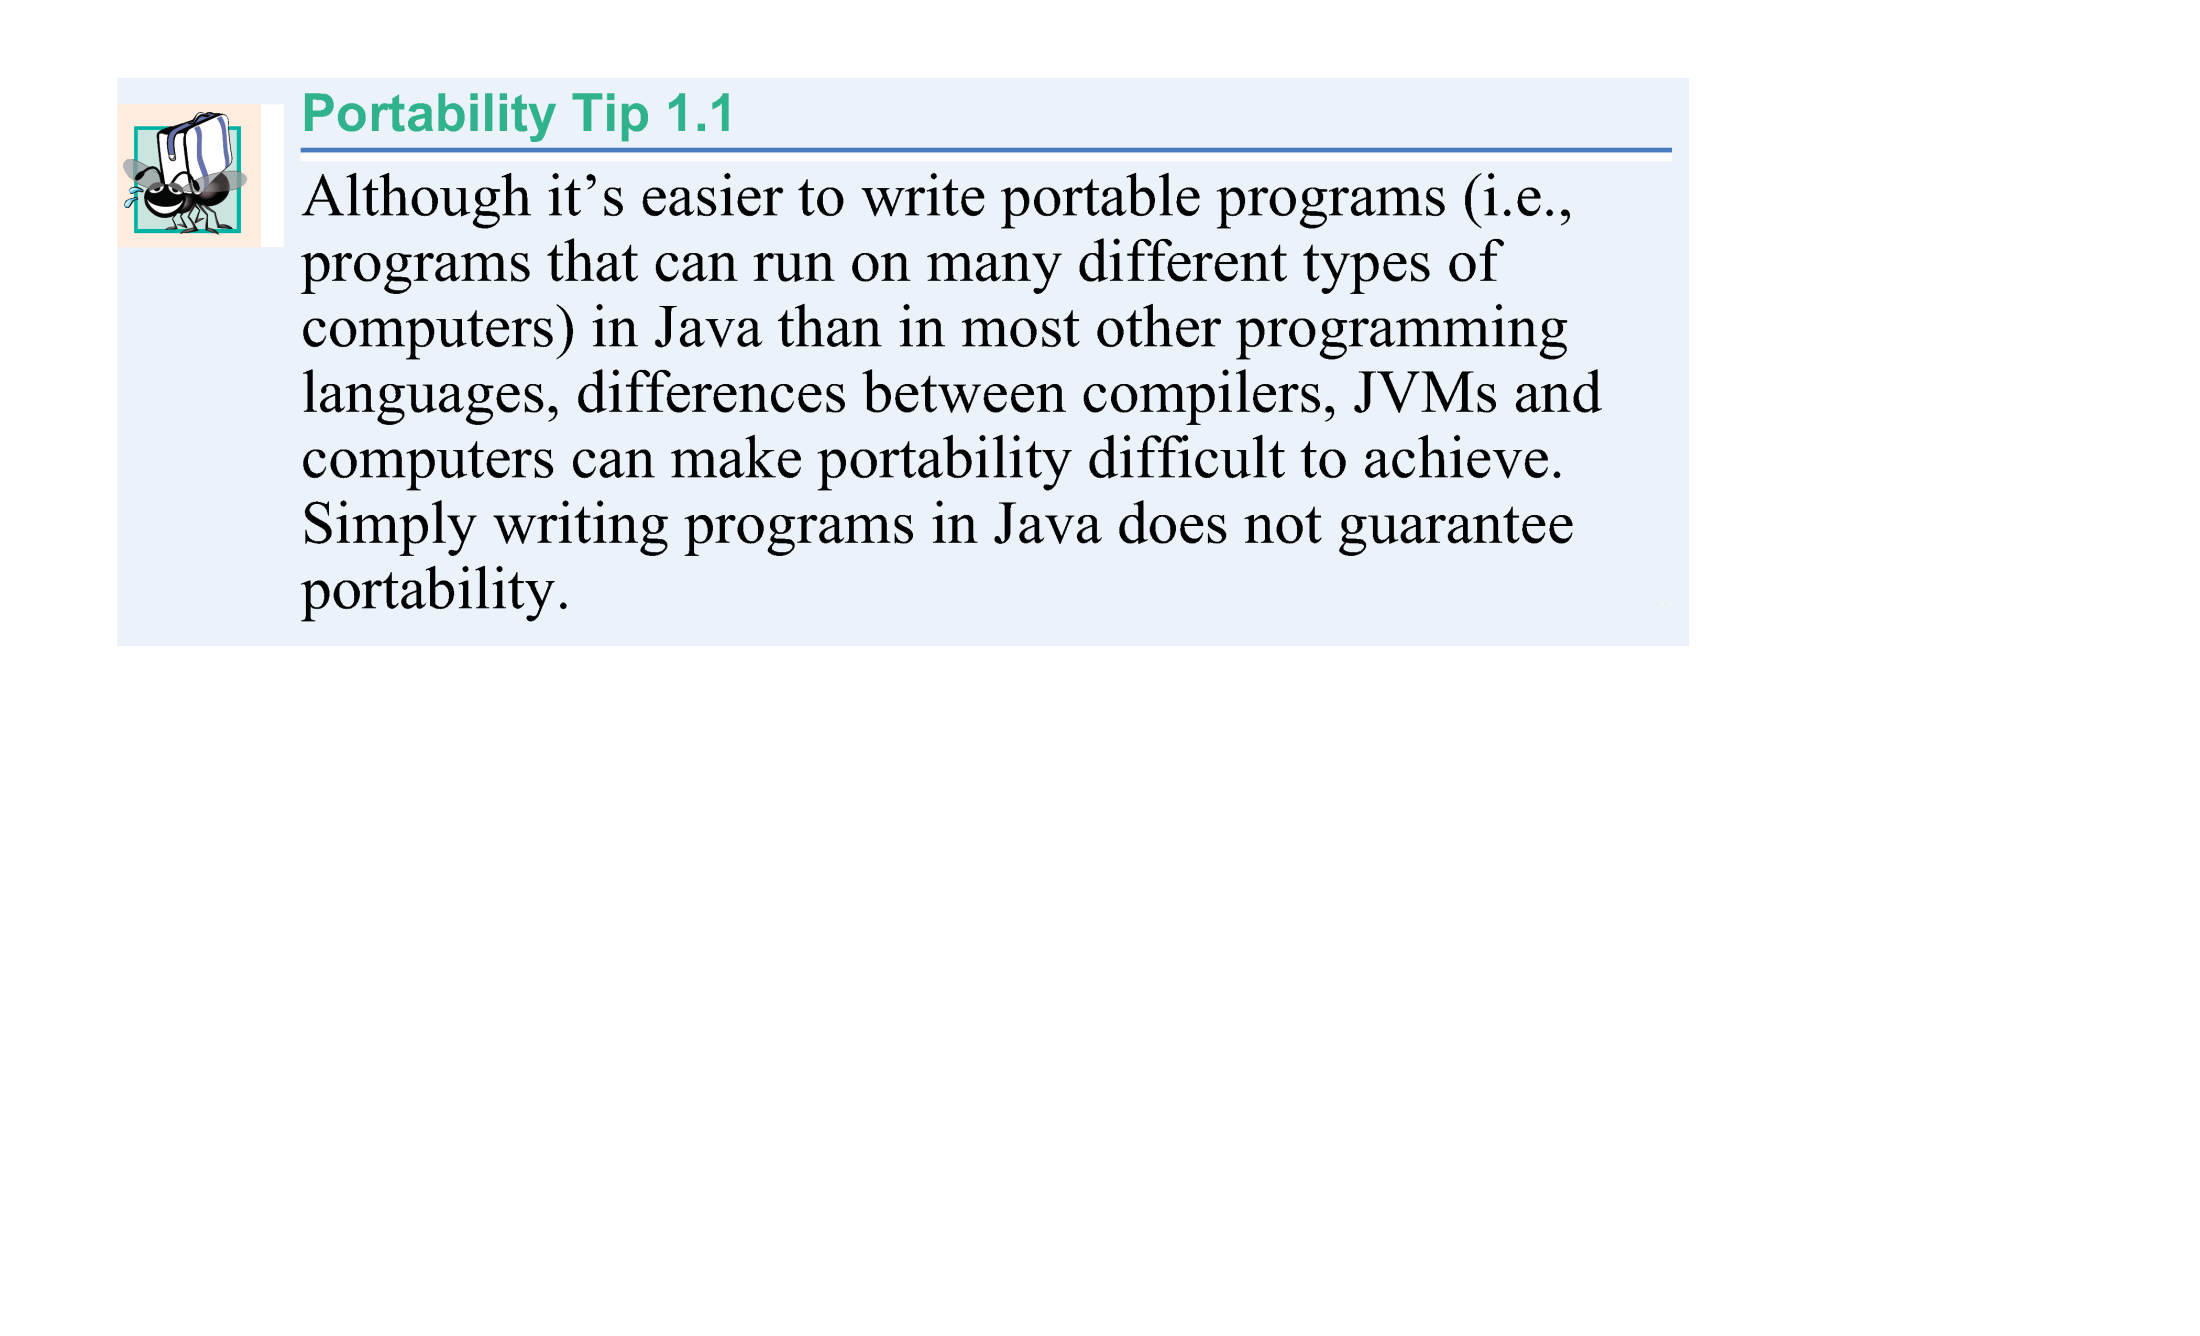 Portability Tip 1.1
Although it’s easier to write portable programs (i.e.,
programs that can run on many different types of
computers) in Java than in most other programming
languages, differences between compilers, JVMs and
computers can make portability difficult to achieve.
Simply writing programs in Java does not guarantee
portability.